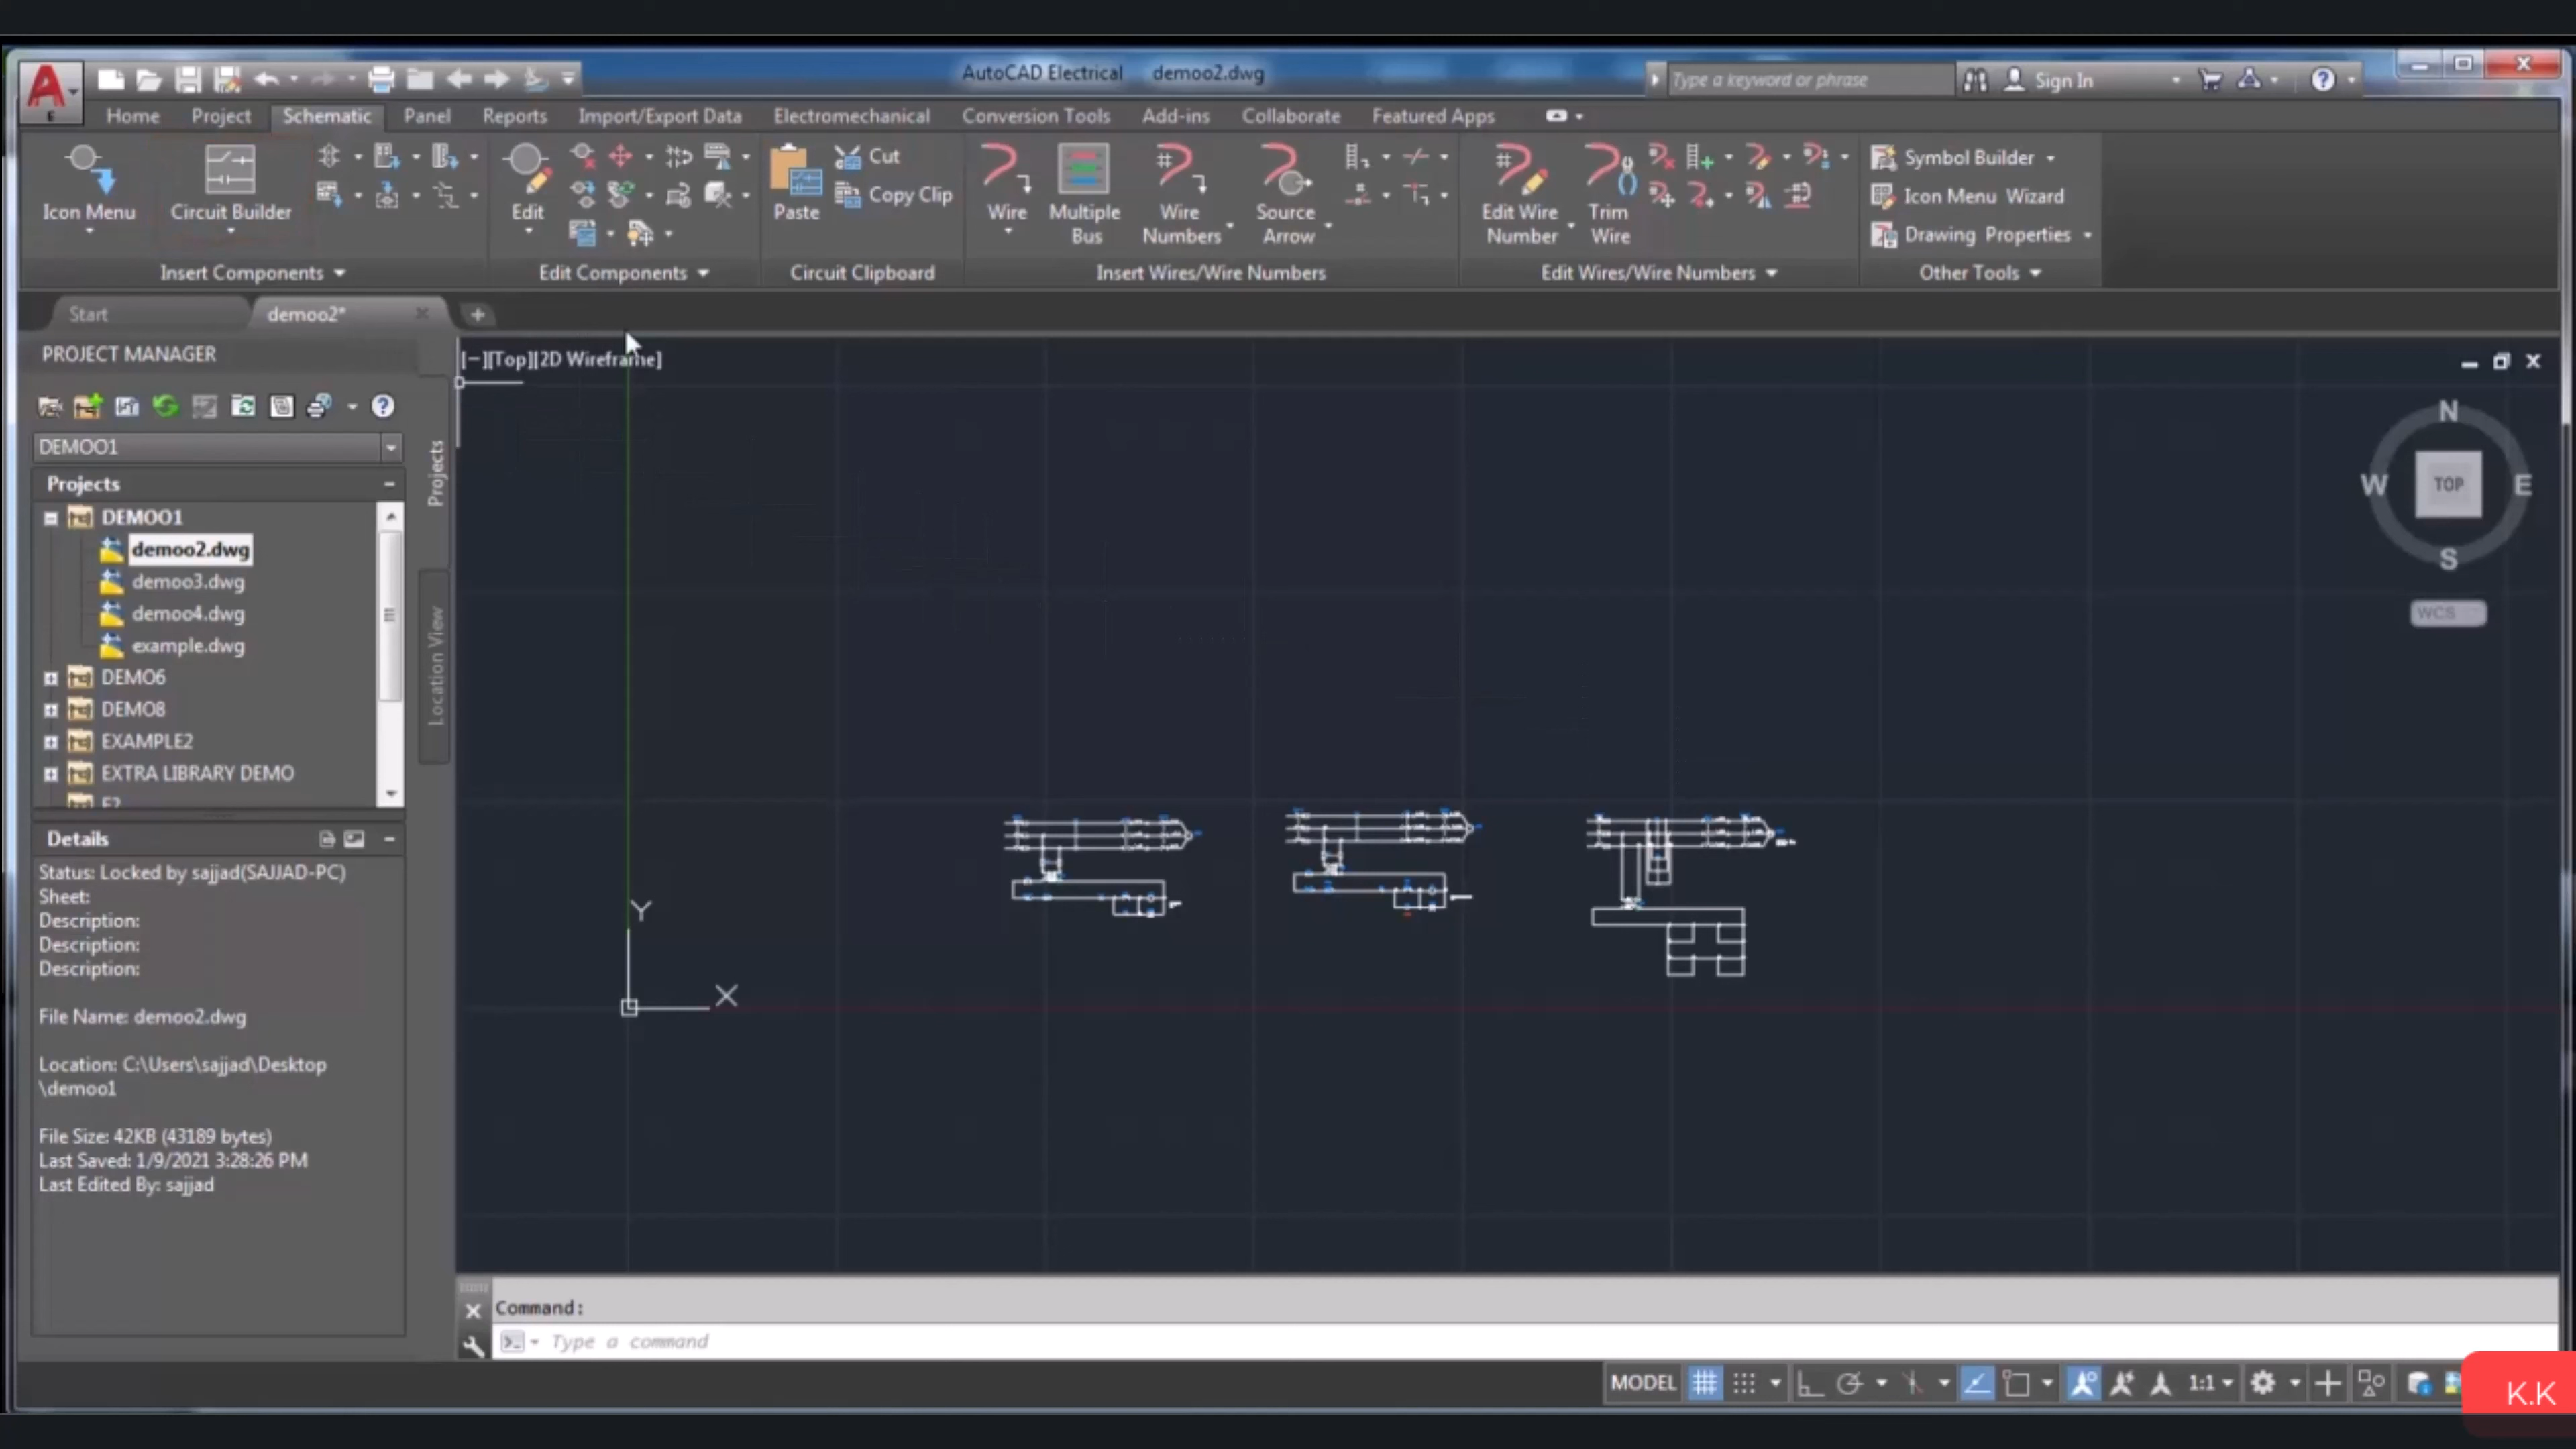 AutoCAD Electrical demoo2.dwg
Type a keyword or phrase
Sign In
E
Home Project Schematic Panel Reports Import/Export Data Electromechanical Conversion Tools Add-ins Collaborate Featured Apps
Icon Menu
Circuit Builder
Edit
Paste
Cut
Copy Clip
Wire
Multiple
Bus
Wire
Numbers
Source
Arrow
Edit Wire
Number
Trim
Wire
Symbol Builder
Icon Menu Wizard
Drawing Properties
Insert Components
Edit Components
Circuit Clipboard
Insert Wires/Wire Numbers
Edit Wires/Wire Numbers
Other Tools
Start
demoo2*
PROJECT MANAGER
DEMOO1
Projects
DEMOO1
demoo2.dwg
demoo3.dwg
demoo4.dwg
example.dwg
DEMO6
DEMO8
EXAMPLE2
EXTRA LIBRARY DEMO
Projects
Location View
Details
Status: Locked by sajjad(SAJJAD-PC)
Sheet:
Description:
Description:
Description:
File Name: demoo2.dwg
Location: C:\Users\sajjad\Desktop
\demoo1
File Size: 42KB (43189 bytes)
Last Saved: 1/9/2021 3:28:26 PM
Last Edited By: sajjad
[−][Top][2D Wireframe]
N
W
TOP
E
S
WCS
Y
X
Command:
Type a command
MODEL
1:1
K.K